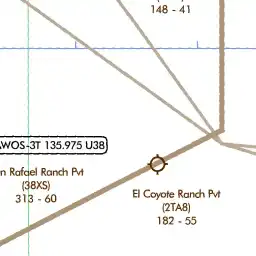 148 - 41
AWOS-3T 135.975 U38
n Rafael Ranch Pvt
(38XS)
313 - 60
El Coyote Ranch Pvt
(2TA8)
182 - 55